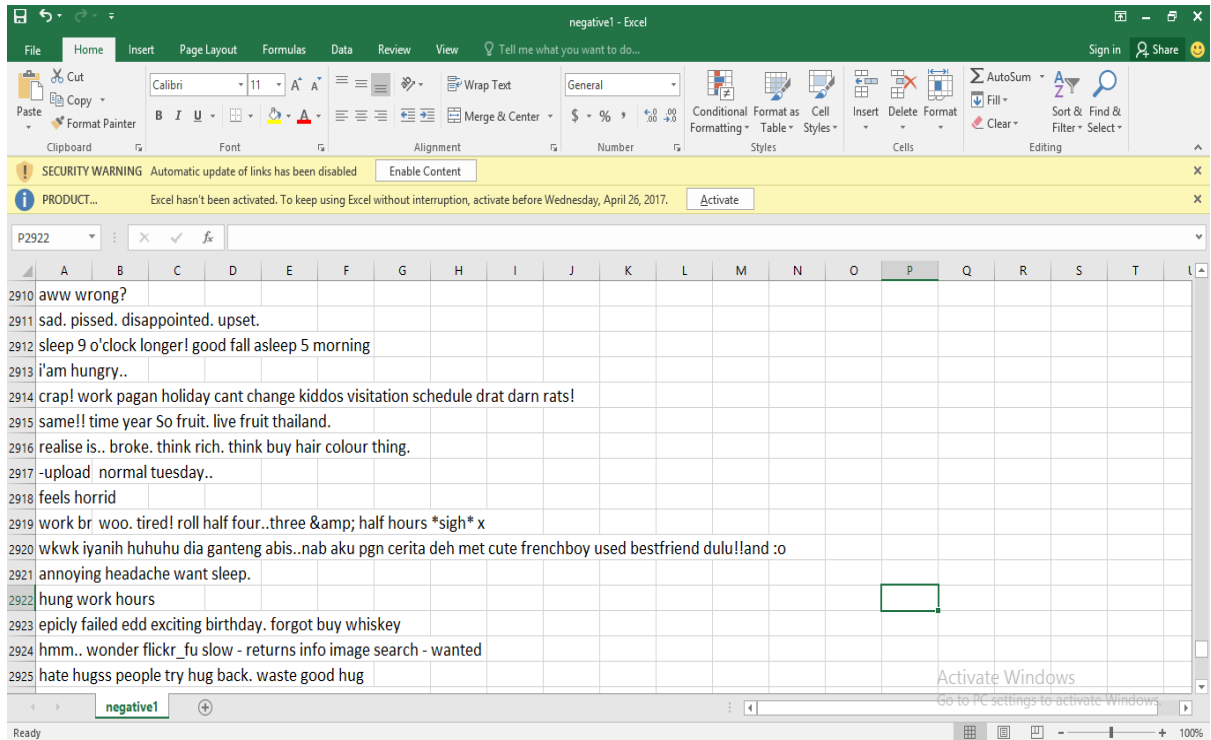 negative1 - Excel
File Home Insert Page Layout Formulas Data Review View Tell me what you want to do... Sign in Share
Paste Cut Copy Format Painter Clipboard
Calibri 11 A A B I U A Font
Wrap Text Merge & Center Alignment
General $ % , .00 .00 Number
Conditional Formatting Format as Table Cell Styles Styles
Insert Delete Format Cells
AutoSum Fill Clear Sort & Filter Find & Select Editing
SECURITY WARNING Automatic update of links has been disabled Enable Content
PRODUCT... Excel hasn't been activated. To keep using Excel without interruption, activate before Wednesday, April 26, 2017. Activate
P2922 fx
A B C D E F G H I J K L M N O P Q R S T
2910 aww wrong?
2911 sad. pissed. disappointed. upset.
2912 sleep 9 o'clock longer! good fall asleep 5 morning
2913 i'am hungry..
2914 crap! work pagan holiday cant change kiddos visitation schedule drat darn rats!
2915 same!! time year So fruit. live fruit thailand.
2916 realise is.. broke. think rich. think buy hair colour thing.
2917 -upload normal tuesday..
2918 feels horrid
2919 work br woo. tired! roll half four..three &amp; half hours *sigh* x
2920 wkwk iyanih huhuhu dia ganteng abis..nab aku pgn cerita deh met cute frenchboy used bestfriend dulu!!and :o
2921 annoying headache want sleep.
2922 hung work hours
2923 epicly failed edd exciting birthday. forgot buy whiskey
2924 hmm.. wonder flickr_fu slow - returns info image search - wanted
2925 hate hugss people try hug back. waste good hug
Activate Windows
Go to PC settings to activate Windows.
negative1
Ready 100%